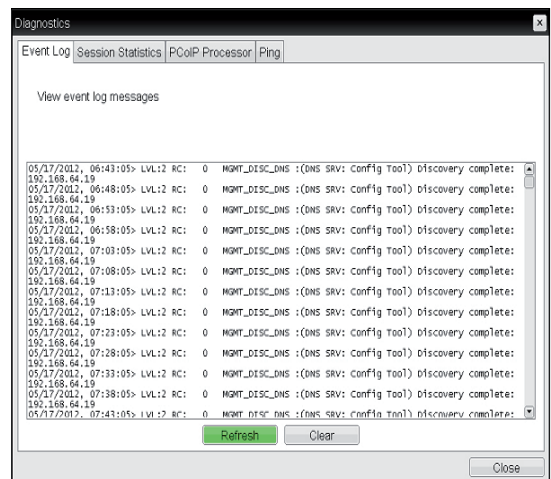 Diagnostics
Event Log Session Statistics PCoIP Processor Ping
View event log messages
05/17/2012, 06:43:05> LVL:2 RC: 0 MGMT_DISC_DNS :(DNS SRV: Config Tool) Discovery complete:
192.168.64.19
05/17/2012, 06:48:05> LVL:2 RC: 0 MGMT_DISC_DNS :(DNS SRV: Config Tool) Discovery complete:
192.168.64.19
05/17/2012, 06:53:05> LVL:2 RC: 0 MGMT_DISC_DNS :(DNS SRV: Config Tool) Discovery complete:
192.168.64.19
05/17/2012, 06:58:05> LVL:2 RC: 0 MGMT_DISC_DNS :(DNS SRV: Config Tool) Discovery complete:
192.168.64.19
05/17/2012, 07:03:05> LVL:2 RC: 0 MGMT_DISC_DNS :(DNS SRV: Config Tool) Discovery complete:
192.168.64.19
05/17/2012, 07:08:05> LVL:2 RC: 0 MGMT_DISC_DNS :(DNS SRV: Config Tool) Discovery complete:
192.168.64.19
05/17/2012, 07:13:05> LVL:2 RC: 0 MGMT_DISC_DNS :(DNS SRV: Config Tool) Discovery complete:
192.168.64.19
05/17/2012, 07:18:05> LVL:2 RC: 0 MGMT_DISC_DNS :(DNS SRV: Config Tool) Discovery complete:
192.168.64.19
05/17/2012, 07:23:05> LVL:2 RC: 0 MGMT_DISC_DNS :(DNS SRV: Config Tool) Discovery complete:
192.168.64.19
05/17/2012, 07:28:05> LVL:2 RC: 0 MGMT_DISC_DNS :(DNS SRV: Config Tool) Discovery complete:
192.168.64.19
05/17/2012, 07:33:05> LVL:2 RC: 0 MGMT_DISC_DNS :(DNS SRV: Config Tool) Discovery complete:
192.168.64.19
05/17/2012, 07:38:05> LVL:2 RC: 0 MGMT_DISC_DNS :(DNS SRV: Config Tool) Discovery complete:
192.168.64.19
05/17/2012, 07:43:05> LVL:2 RC: 0 MGMT_DISC_DNS :(DNS SRV: Config Tool) Discovery complete:
Refresh Clear
Close